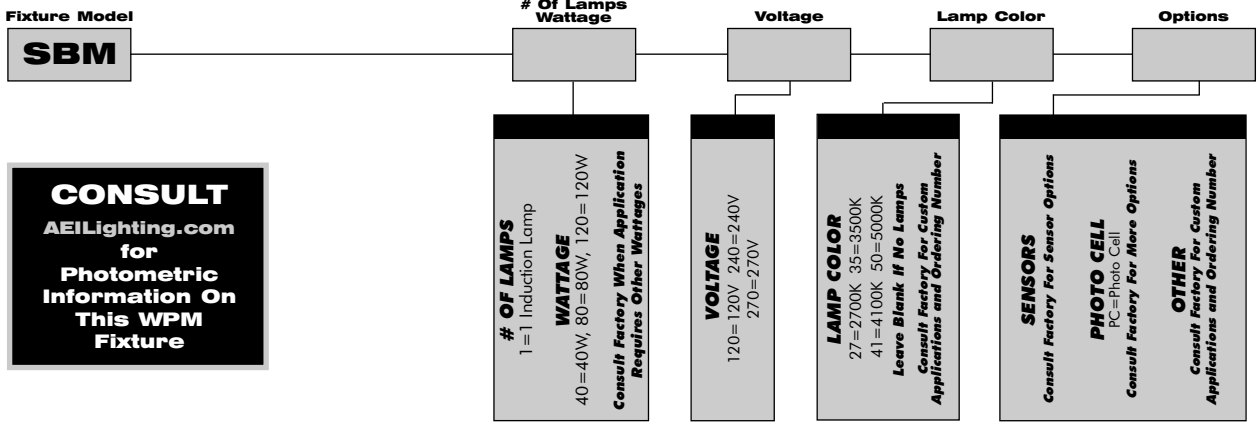 Fixture Model
# Of Lamps
Wattage
Voltage
Lamp Color
Options
SBM
CONSULT
AEILighting.com
for
Photometric
Information On
This WPM
Fixture
# OF LAMPS
1=1 Induction Lamp
WATTAGE
40=40W, 80=80W, 120=120W
Consult Factory When Application
Requires Other Wattages
VOLTAGE
120=120V 240=240V
270=270V
LAMP COLOR
27=2700K 35=3500K
41=4100K 50=5000K
Leave Blank If No Lamps
Consult Factory For Custom
Applications and Ordering Number
SENSORS
Consult Factory For Sensor Options
PHOTO CELL
PC=Photo Cell
Consult Factory For More Options
OTHER
Consult Factory For Custom
Applications and Ordering Number